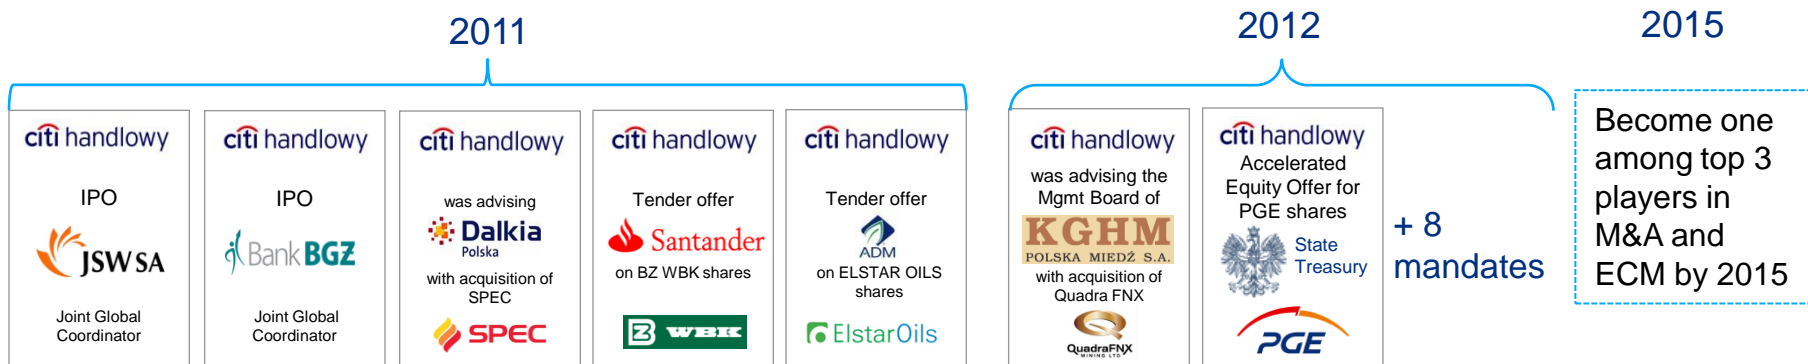 2011
2012
2015
citi handlowy
IPO
JSW SA
Joint Global
Coordinator
citi handlowy
IPO
Bank BGŻ
Joint Global
Coordinator
citi handlowy
was advising
Dalkia
Polska
with acquisition of
SPEC
SPEC
citi handlowy
Tender offer
Santander
on BZ WBK shares
B Z WBK
citi handlowy
Tender offer
ADM
on ELSTAR OILS
shares
ElstarOils
citi handlowy
was advising the
Mgmt Board of
KGHM
POLSKA MIEDŹ S.A.
with acquisition of
Quadra FNX
QuadraFNX
MINING LTD
citi handlowy
Accelerated
Equity Offer for
PGE shares
State
Treasury
PGE
+ 8
mandates
Become one
among top 3
players in
M&A and
ECM by 2015